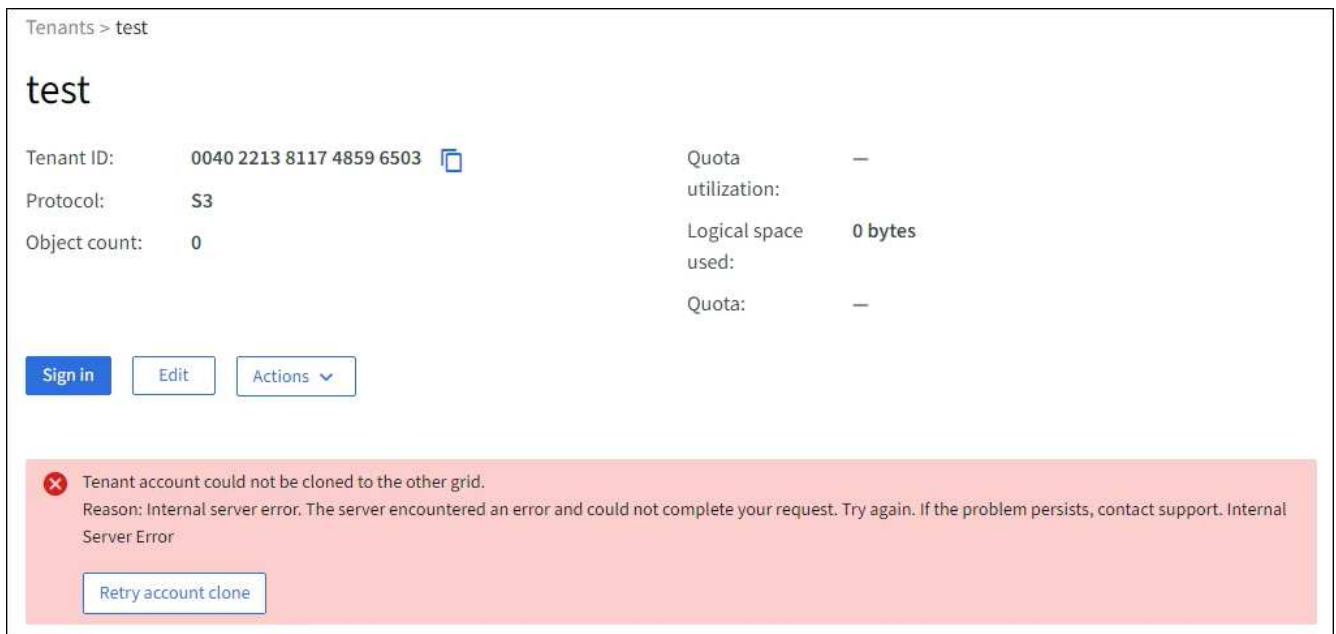 Tenants > test
test
Tenant ID: 0040 2213 8117 4859 6503
Protocol: S3
Object count: 0
Quota utilization: —
Logical space used: 0 bytes
Quota: —
Sign in
Edit
Actions
Tenant account could not be cloned to the other grid.
Reason: Internal server error. The server encountered an error and could not complete your request. Try again. If the problem persists, contact support. Internal
Server Error
Retry account clone